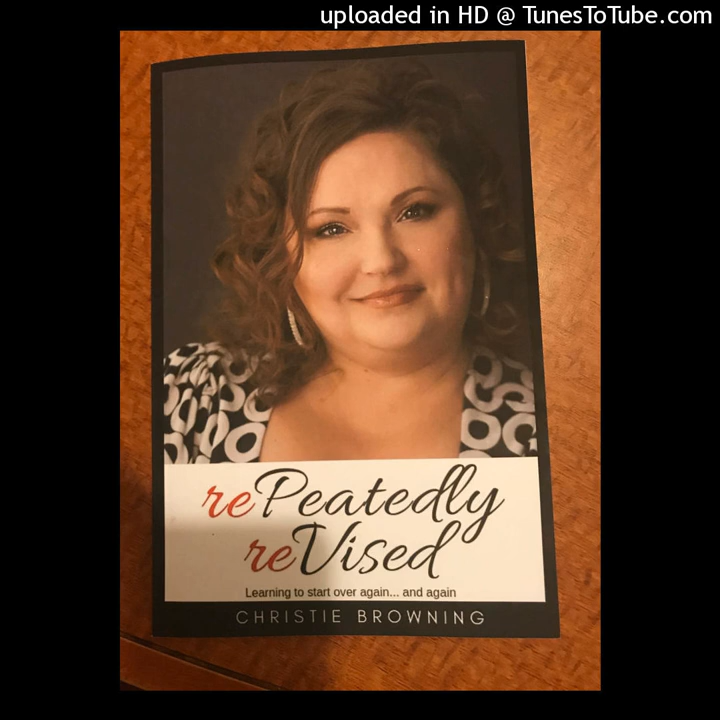 uploaded in HD @ TunesToTube.com
rePeatedly
reVised
Learning to start over again... and again
CHRISTIE BROWNING